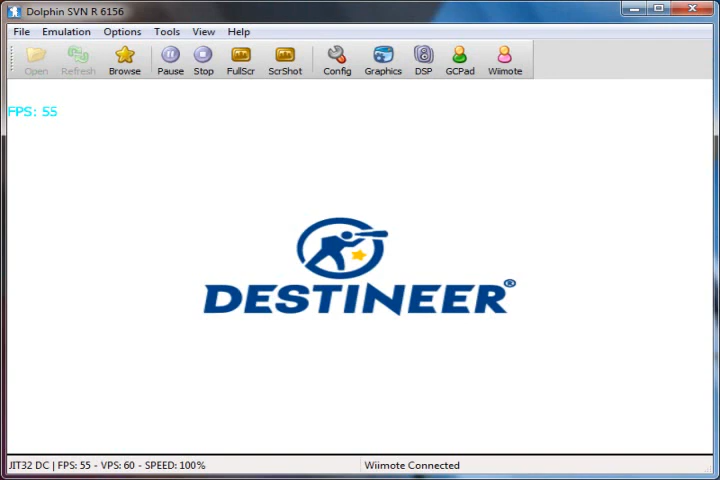 Dolphin SVN R 6156
File Emulation Options Tools View Help
Open Refresh Browse Pause Stop FullScr ScrShot Config Graphics DSP GCPad Wiimote
FPS: 55
DESTINEER®
JIT32 DC | FPS: 55 - VPS: 60 - SPEED: 100% Wiimote Connected